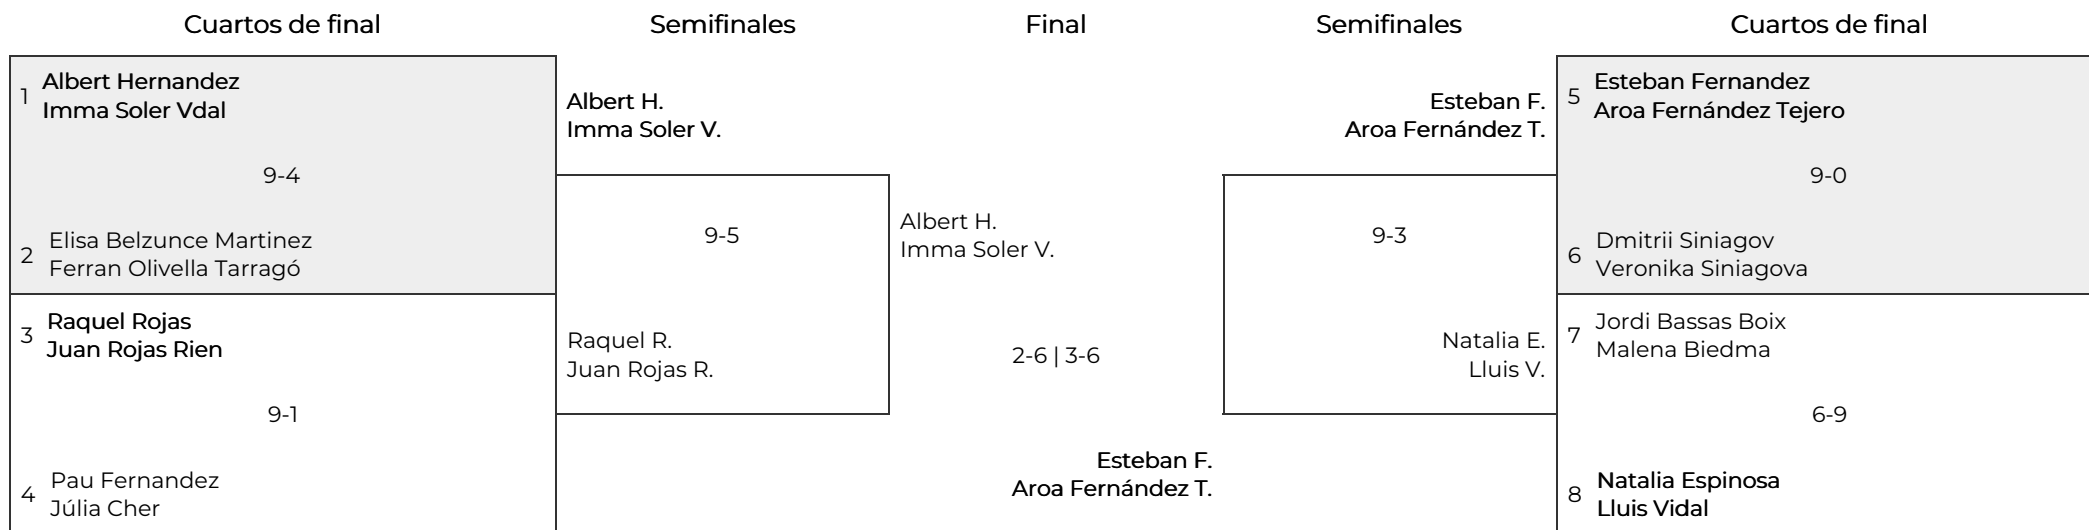 Cuartos de final
Semifinales
Final
Semifinales
Cuartos de final
1
Albert Hernandez
Imma Soler Vdal
9-4
2
Elisa Belzunce Martinez
Ferran Olivella Tarragó
3
Raquel Rojas
Juan Rojas Rien
9-1
4
Pau Fernandez
Júlia Cher
Albert H.
Imma Soler V.
9-5
Raquel R.
Juan Rojas R.
Albert H.
Imma Soler V.
2-6 | 3-6
Esteban F.
Aroa Fernández T.
Esteban F.
Aroa Fernández T.
9-3
Natalia E.
Lluis V.
5
Esteban Fernandez
Aroa Fernández Tejero
9-0
6
Dmitrii Siniagov
Veronika Siniagova
7
Jordi Bassas Boix
Malena Biedma
6-9
8
Natalia Espinosa
Lluis Vidal